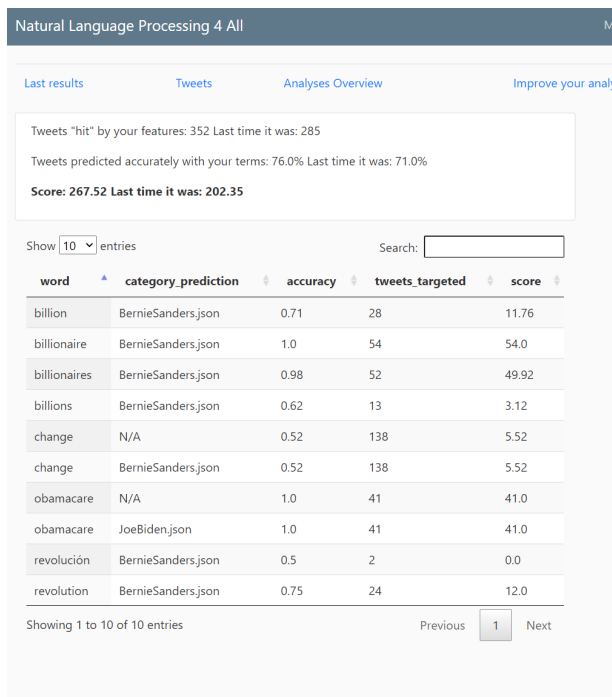 Natural Language Processing 4 All M
Last results Tweets Analyses Overview Improve your analy
Tweets "hit" by your features: 352 Last time it was: 285
Tweets predicted accurately with your terms: 76.0% Last time it was: 71.0%
Score: 267.52 Last time it was: 202.35
Show 10 entries Search:
word category_prediction accuracy tweets_targeted score
billion BernieSanders.json 0.71 28 11.76
billionaire BernieSanders.json 1.0 54 54.0
billionaires BernieSanders.json 0.98 52 49.92
billions BernieSanders.json 0.62 13 3.12
change N/A 0.52 138 5.52
change BernieSanders.json 0.52 138 5.52
obamacare N/A 1.0 41 41.0
obamacare JoeBiden.json 1.0 41 41.0
revolución BernieSanders.json 0.5 2 0.0
revolution BernieSanders.json 0.75 24 12.0
Showing 1 to 10 of 10 entries Previous 1 Next